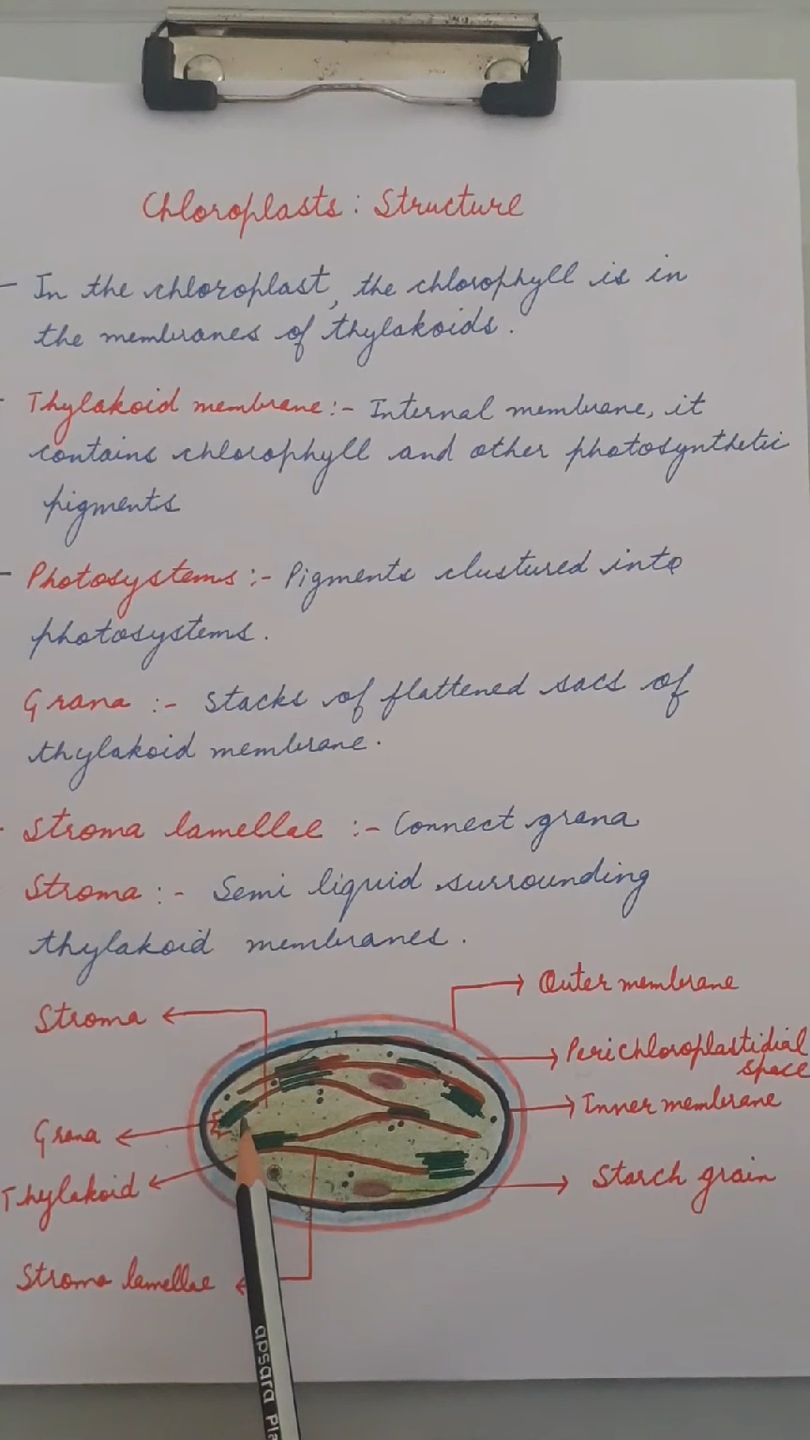 Chloroplasts : Structure
- In the chloroplast, the chlorophyll is in
the membranes of thylakoids.
- Thylakoid membrane :- Internal membrane, it
contains chlorophyll and other photosynthetic
pigments
- Photosystems :- Pigments clustured into
photosystems.
Grana :- Stacks of flattened sacs of
thylakoid membrane.
- Stroma lamellae :- Connect grana
Stroma :- Semi liquid surrounding
thylakoid membranes.
Outer membrane
Stroma
Perichloroplastidial
space
Inner membrane
Grana
Starch grain
Thylakoid
Stroma lamellae
apsara Pla